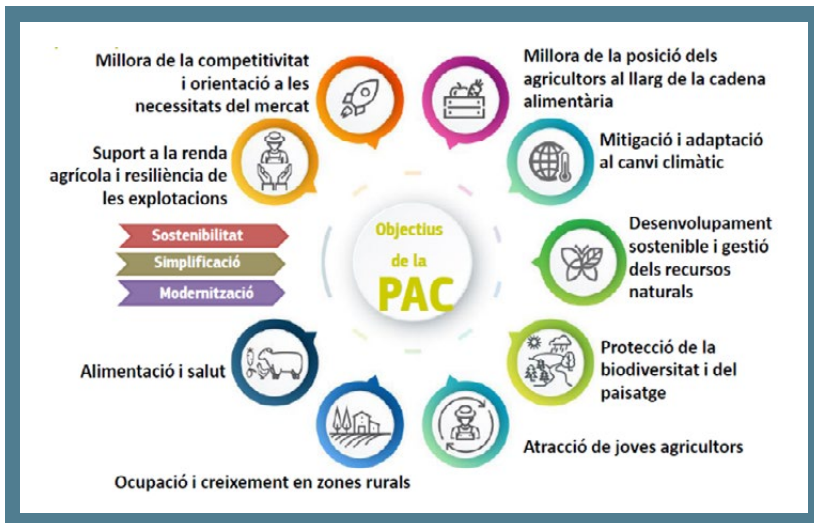 Millora de la competitivitat
i orientació a les
necessitats del mercat
Millora de la posició dels
agricultors al llarg de la cadena
alimentària
Suport a la renda
agrícola i resiliència de
les explotacions
Mitigació i adaptació
al canvi climàtic
Sostenibilitat
Simplificació
Modernització
Objectius
de la
PAC
Desenvolupament
sostenible i gestió
dels recursos
naturals
Alimentació i salut
Protecció de la
biodiversitat i del
paisatge
Atracció de joves agricultors
Ocupació i creixement en zones rurals